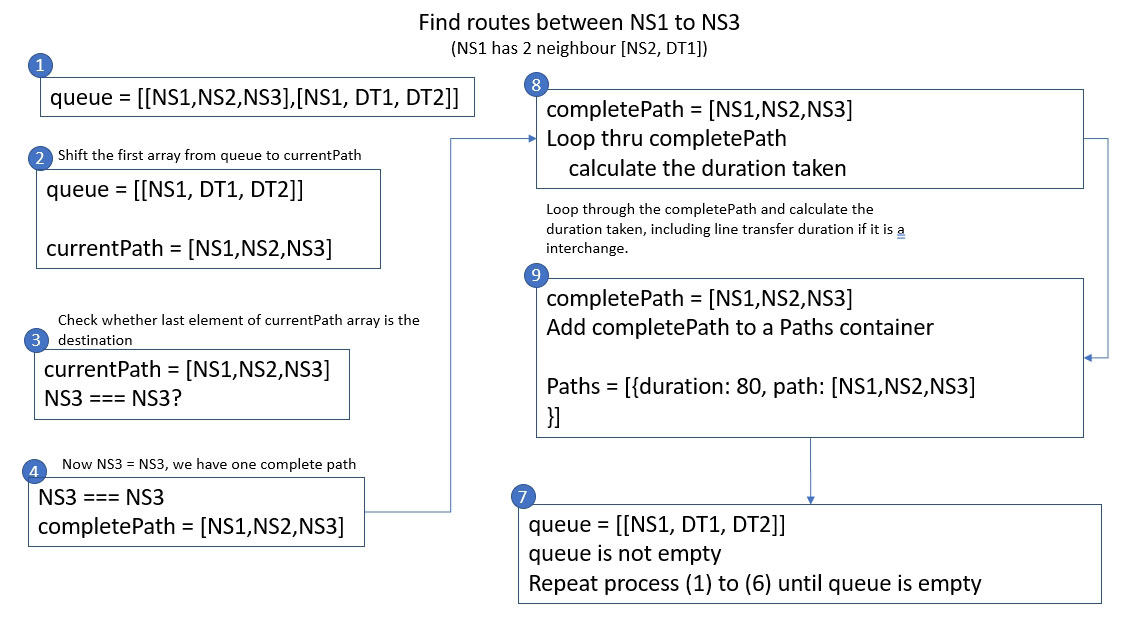 Find routes between NS1 to NS3
(NS1 has 2 neighbour [NS2, DT1])
1
queue = [[NS1,NS2,NS3],[NS1, DT1, DT2]]
2
Shift the first array from queue to currentPath
queue = [[NS1, DT1, DT2]]
currentPath = [NS1,NS2,NS3]
3
Check whether last element of currentPath array is the
destination
currentPath = [NS1,NS2,NS3]
NS3 === NS3?
4
Now NS3 = NS3, we have one complete path
NS3 === NS3
completePath = [NS1,NS2,NS3]
8
completePath = [NS1,NS2,NS3]
Loop thru completePath
calculate the duration taken
Loop through the completePath and calculate the
duration taken, including line transfer duration if it is a
interchange.
9
completePath = [NS1,NS2,NS3]
Add completePath to a Paths container
Paths = [{duration: 80, path: [NS1,NS2,NS3]
}]
7
queue = [[NS1, DT1, DT2]]
queue is not empty
Repeat process (1) to (6) until queue is empty